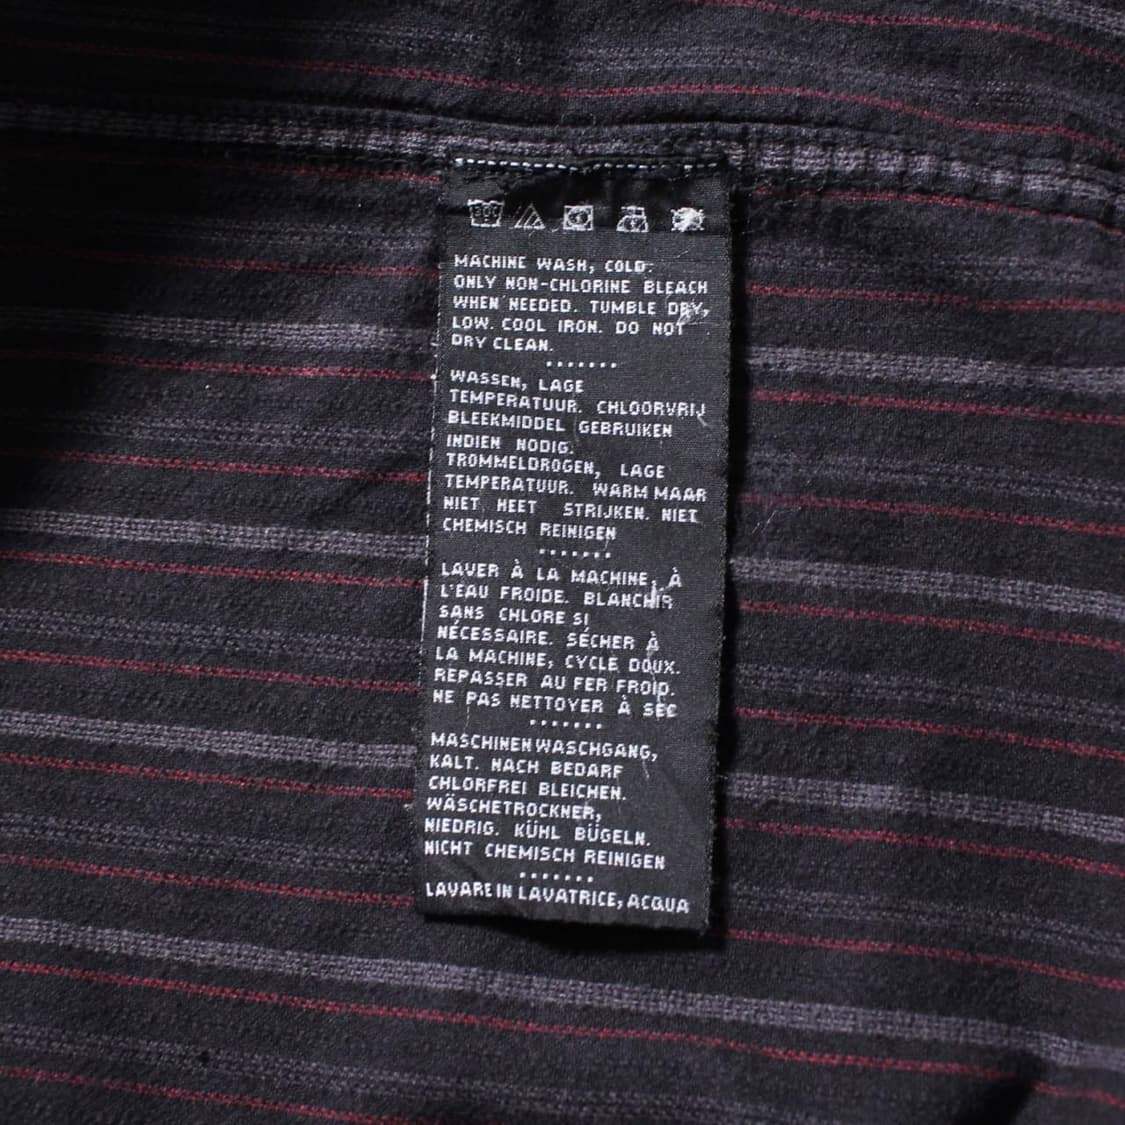 MACHINE WASH, COLD.
ONLY NON-CHLORINE BLEACH
WHEN NEEDED. TUMBLE DRY,
LOW. COOL IRON. DO NOT
DRY CLEAN.
WASSEN, LAGE
TEMPERATUUR. CHLOORVRIJ
BLEEKMIDDEL GEBRUIKEN
INDIEN NODIG.
TROMMELDROGEN, LAGE
TEMPERATUUR. WARM MAAR
NIET HEET STRIJKEN. NIET
CHEMISCH REINIGEN
LAVER À LA MACHINE, À
L'EAU FROIDE. BLANCHIR
SANS CHLORE SI
NÉCESSAIRE. SÉCHER À
LA MACHINE, CYCLE DOUX.
REPASSER AU FER FROID.
NE PAS NETTOYER À SEC
MASCHINENWASCHGANG,
KALT. NACH BEDARF
CHLORFREI BLEICHEN.
WÄSCHETROCKNER,
NIEDRIG. KÜHL BÜGELN.
NICHT CHEMISCH REINIGEN
LAVARE IN LAVATRICE, ACQUA